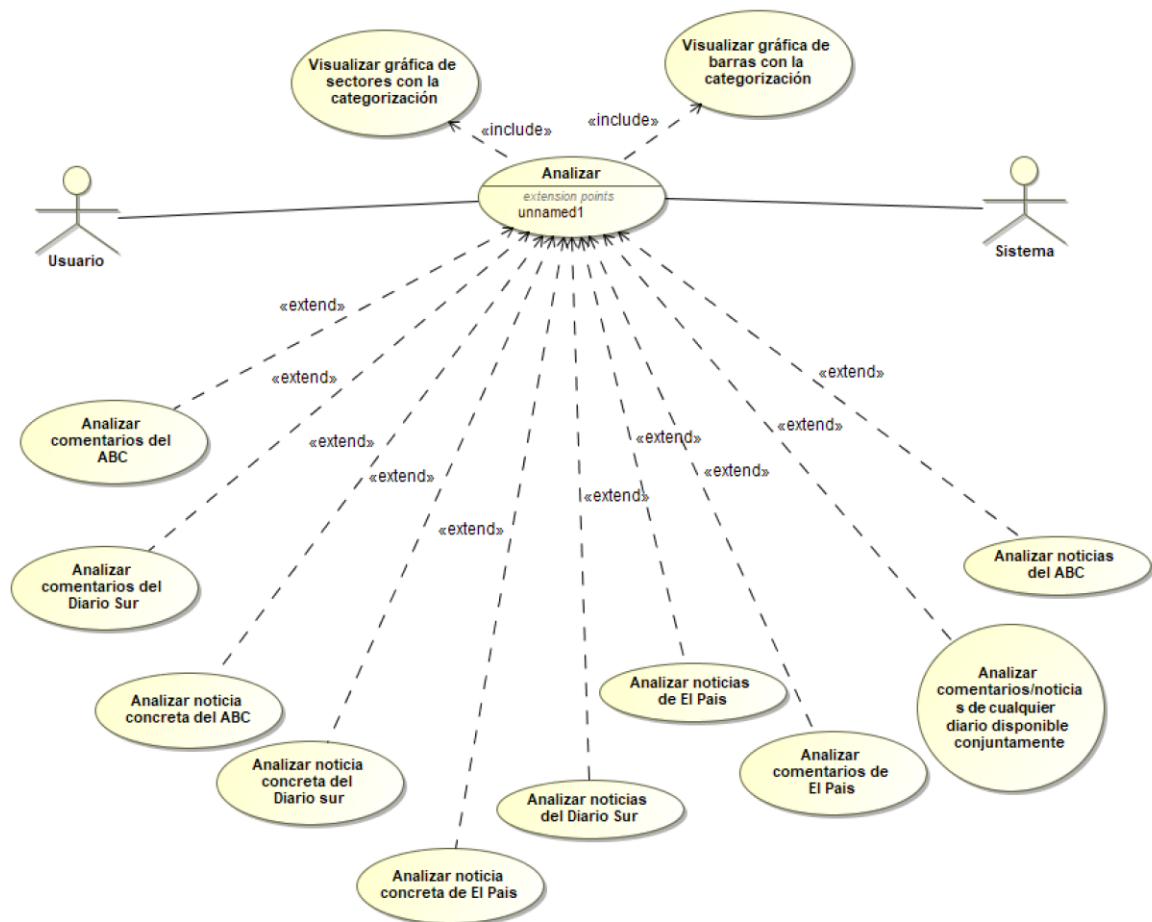 Visualizar gráfica de
sectores con la
categorización
Visualizar gráfica de
barras con la
categorización
«include»
«include»
Analizar
extension points
unnamed1
Usuario
Sistema
«extend»
«extend»
«extend»
«extend»
«extend»
«extend»
«extend»
«extend»
«extend»
«extend»
Analizar
comentarios del
ABC
Analizar
comentarios del
Diario Sur
Analizar noticias
del ABC
Analizar noticia
concreta del ABC
Analizar noticias
de El Pais
Analizar
comentarios/noticia
s de cualquier
diario disponible
conjuntamente
Analizar noticia
concreta del
Diario sur
Analizar
comentarios de
El Pais
Analizar noticias
del Diario Sur
Analizar noticia
concreta de El Pais